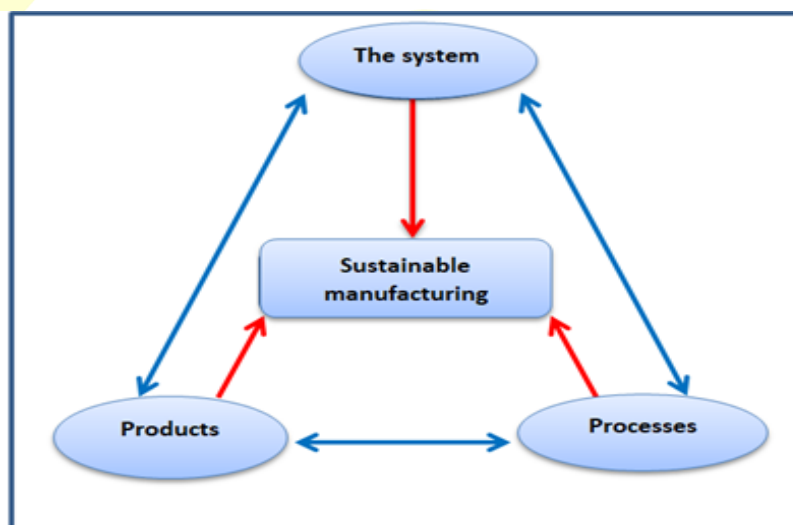 The system
Sustainable
manufacturing
Products
Processes